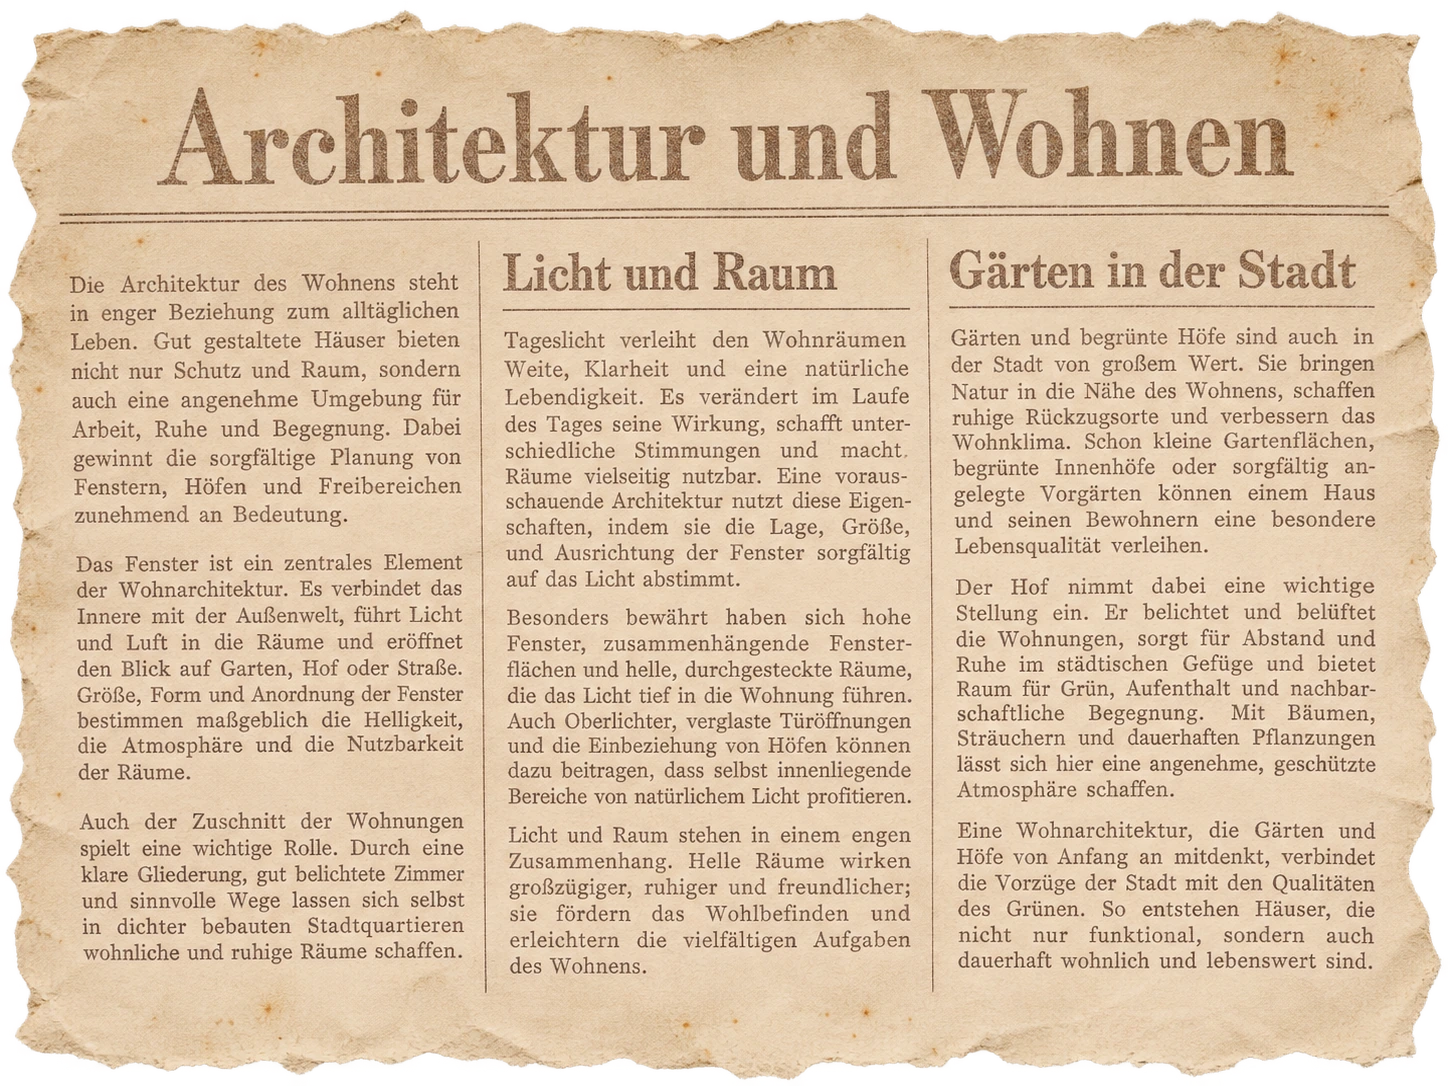 Architektur und Wohnen
Die Architektur des Wohnens steht
in enger Beziehung zum alltäglichen
Leben. Gut gestaltete Häuser bieten
nicht nur Schutz und Raum, sondern
auch eine angenehme Umgebung für
Arbeit, Ruhe und Begegnung. Dabei
gewinnt die sorgfältige Planung von
Fenstern, Höfen und Freibereichen
zunehmend an Bedeutung.
Das Fenster ist ein zentrales Element
der Wohnarchitektur. Es verbindet das
Innere mit der Außenwelt, führt Licht
und Luft in die Räume und eröffnet
den Blick auf Garten, Hof oder Straße.
Größe, Form und Anordnung der Fenster
bestimmen maßgeblich die Helligkeit,
die Atmosphäre und die Nutzbarkeit
der Räume.
Auch der Zuschnitt der Wohnungen
spielt eine wichtige Rolle. Durch eine
klare Gliederung, gut belichtete Zimmer
und sinnvolle Wege lassen sich selbst
in dichter bebauten Stadtquartieren
wohnliche und ruhige Räume schaffen.
Licht und Raum
Tageslicht verleiht den Wohnräumen
Weite, Klarheit und eine natürliche
Lebendigkeit. Es verändert im Laufe
des Tages seine Wirkung, schafft unter-
schiedliche Stimmungen und macht.
Räume vielseitig nutzbar. Eine voraus-
schauende Architektur nutzt diese Eigen-
schaften, indem sie die Lage, Größe,
und Ausrichtung der Fenster sorgfältig
auf das Licht abstimmt.
Besonders bewährt haben sich hohe
Fenster, zusammenhängende Fenster-
flächen und helle, durchgesteckte Räume,
die das Licht tief in die Wohnung führen.
Auch Oberlichter, verglaste Türöffnungen
und die Einbeziehung von Höfen können
dazu beitragen, dass selbst innenliegende
Bereiche von natürlichem Licht profitieren.
Licht und Raum stehen in einem engen
Zusammenhang. Helle Räume wirken
großzügiger, ruhiger und freundlicher;
sie fördern das Wohlbefinden und
erleichtern die vielfältigen Aufgaben
des Wohnens.
Gärten in der Stadt
Gärten und begrünte Höfe sind auch in
der Stadt von großem Wert. Sie bringen
Natur in die Nähe des Wohnens, schaffen
ruhige Rückzugsorte und verbessern das
Wohnklima. Schon kleine Gartenflächen,
begrünte Innenhöfe oder sorgfältig an-
gelegte Vorgärten können einem Haus
und seinen Bewohnern eine besondere
Lebensqualität verleihen.
Der Hof nimmt dabei eine wichtige
Stellung ein. Er belichtet und belüftet
die Wohnungen, sorgt für Abstand und
Ruhe im städtischen Gefüge und bietet
Raum für Grün, Aufenthalt und nachbar-
schaftliche Begegnung. Mit Bäumen,
Sträuchern und dauerhaften Pflanzungen
lässt sich hier eine angenehme, geschützte
Atmosphäre schaffen.
Eine Wohnarchitektur, die Gärten und
Höfe von Anfang an mitdenkt, verbindet
die Vorzüge der Stadt mit den Qualitäten
des Grünen. So entstehen Häuser, die
nicht nur funktional, sondern auch
dauerhaft wohnlich und lebenswert sind.